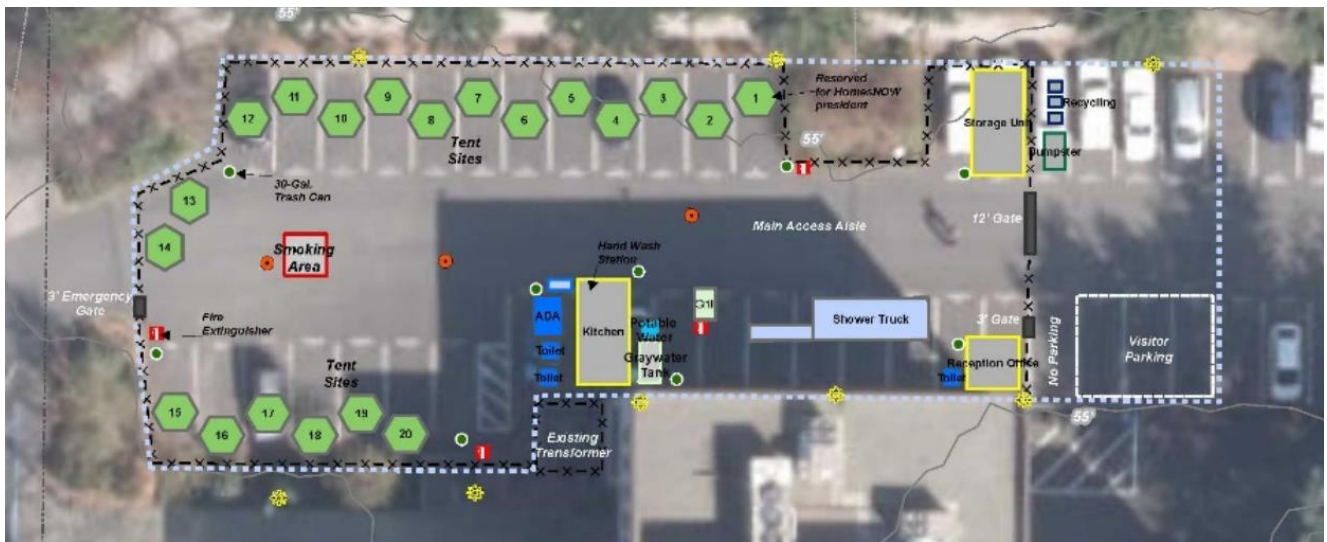 55'
11
9
7
5
3
1
Reserved
for HomesNOW
president
12
10
8
6
4
2
Tent
Sites
55'
Storage Unit
Recycling
Dumpster
30-Gal.
Trash Can
13
14
Smoking
Area
Main Access Aisle
12' Gate
Hand Wash
Station
3' Emergency
Gate
Fire
Extinguisher
ADA
Kitchen
Potable
Water
Graywater
Tank
Toilet
Toilet
Shower Truck
3' Gate
Reception Office
Toilet
No Parking
Visitor
Parking
Tent
Sites
15
16
17
18
19
20
Existing
Transformer
55'